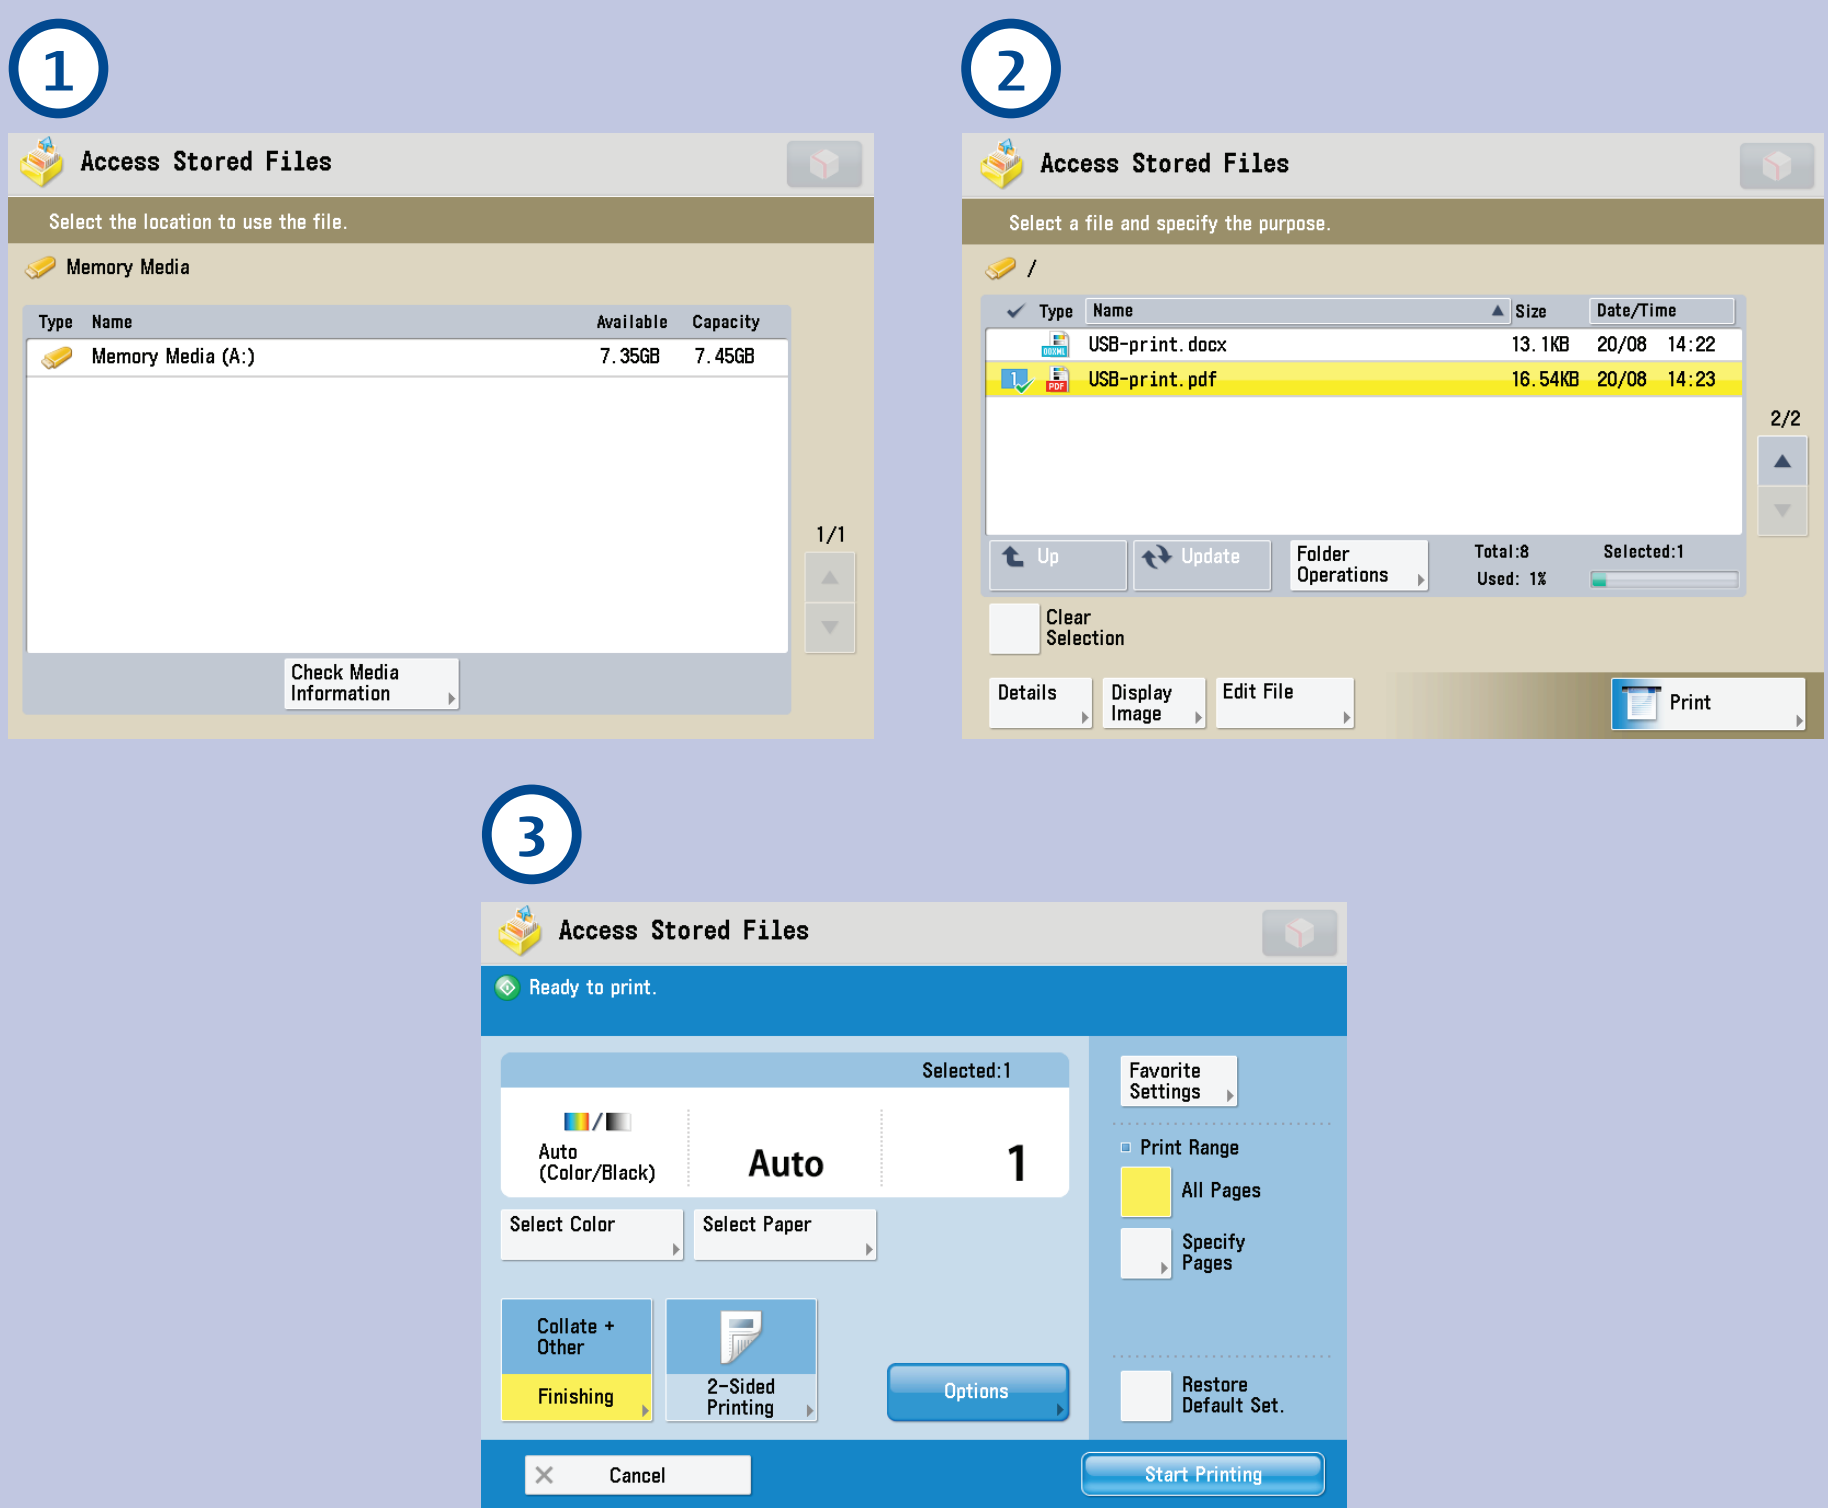 1
Access Stored Files
Select the location to use the file.
Memory Media
Type Name Available Capacity
Memory Media (A:) 7.35GB 7.45GB
1/1
Check Media
Information
2
Access Stored Files
Select a file and specify the purpose.
/
Type Name Size Date/Time
DOXML USB-print.docx 13.1KB 20/08 14:22
1 PDF USB-print.pdf 16.54KB 20/08 14:23
2/2
Up Update Folder
Operations
Total:8 Selected:1
Used: 1%
Clear
Selection
Details Display
Image
Edit File
Print
3
Access Stored Files
Ready to print.
Selected:1
/
Auto
(Color/Black)
Auto
1
Select Color Select Paper
Collate +
Other
Finishing
2-Sided
Printing
Options
Favorite
Settings
Print Range
All Pages
Specify
Pages
Restore
Default Set.
Cancel Start Printing